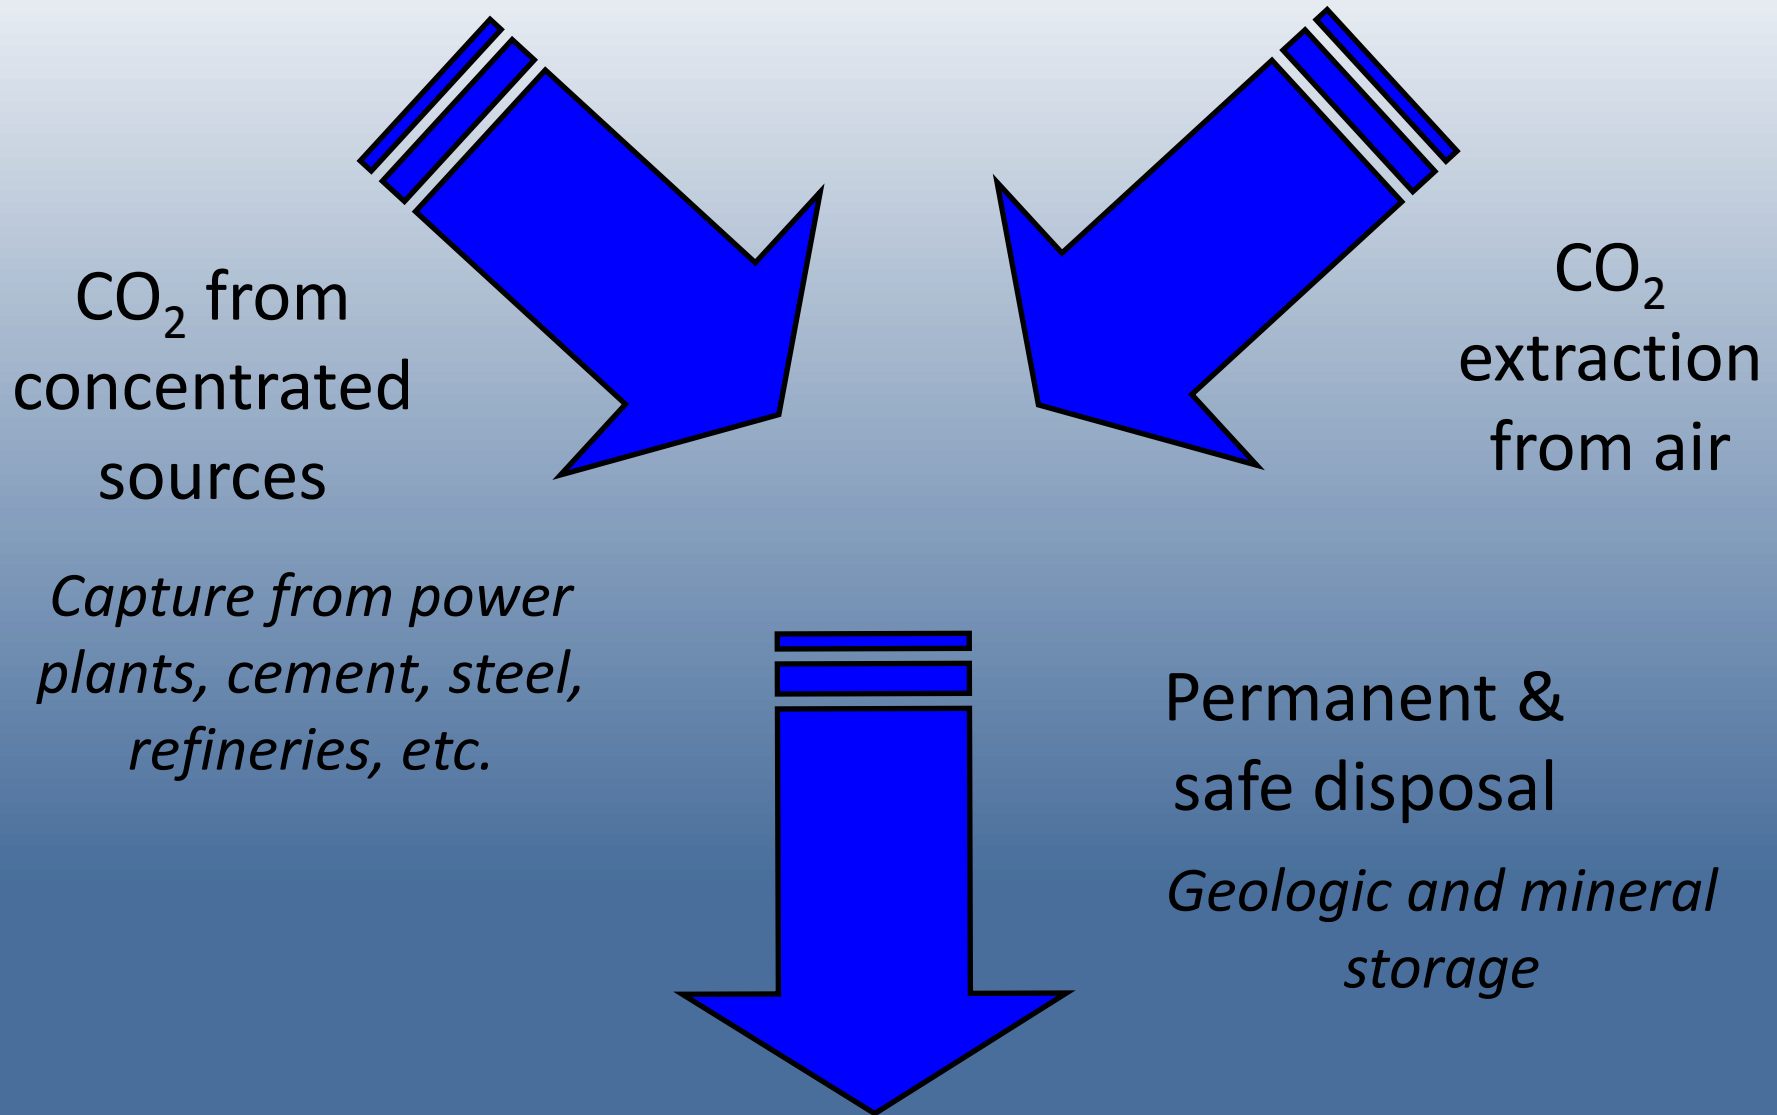 CO₂ from
concentrated
sources
Capture from power
plants, cement, steel,
refineries, etc.
CO₂
extraction
from air
Permanent &
safe disposal
Geologic and mineral
storage